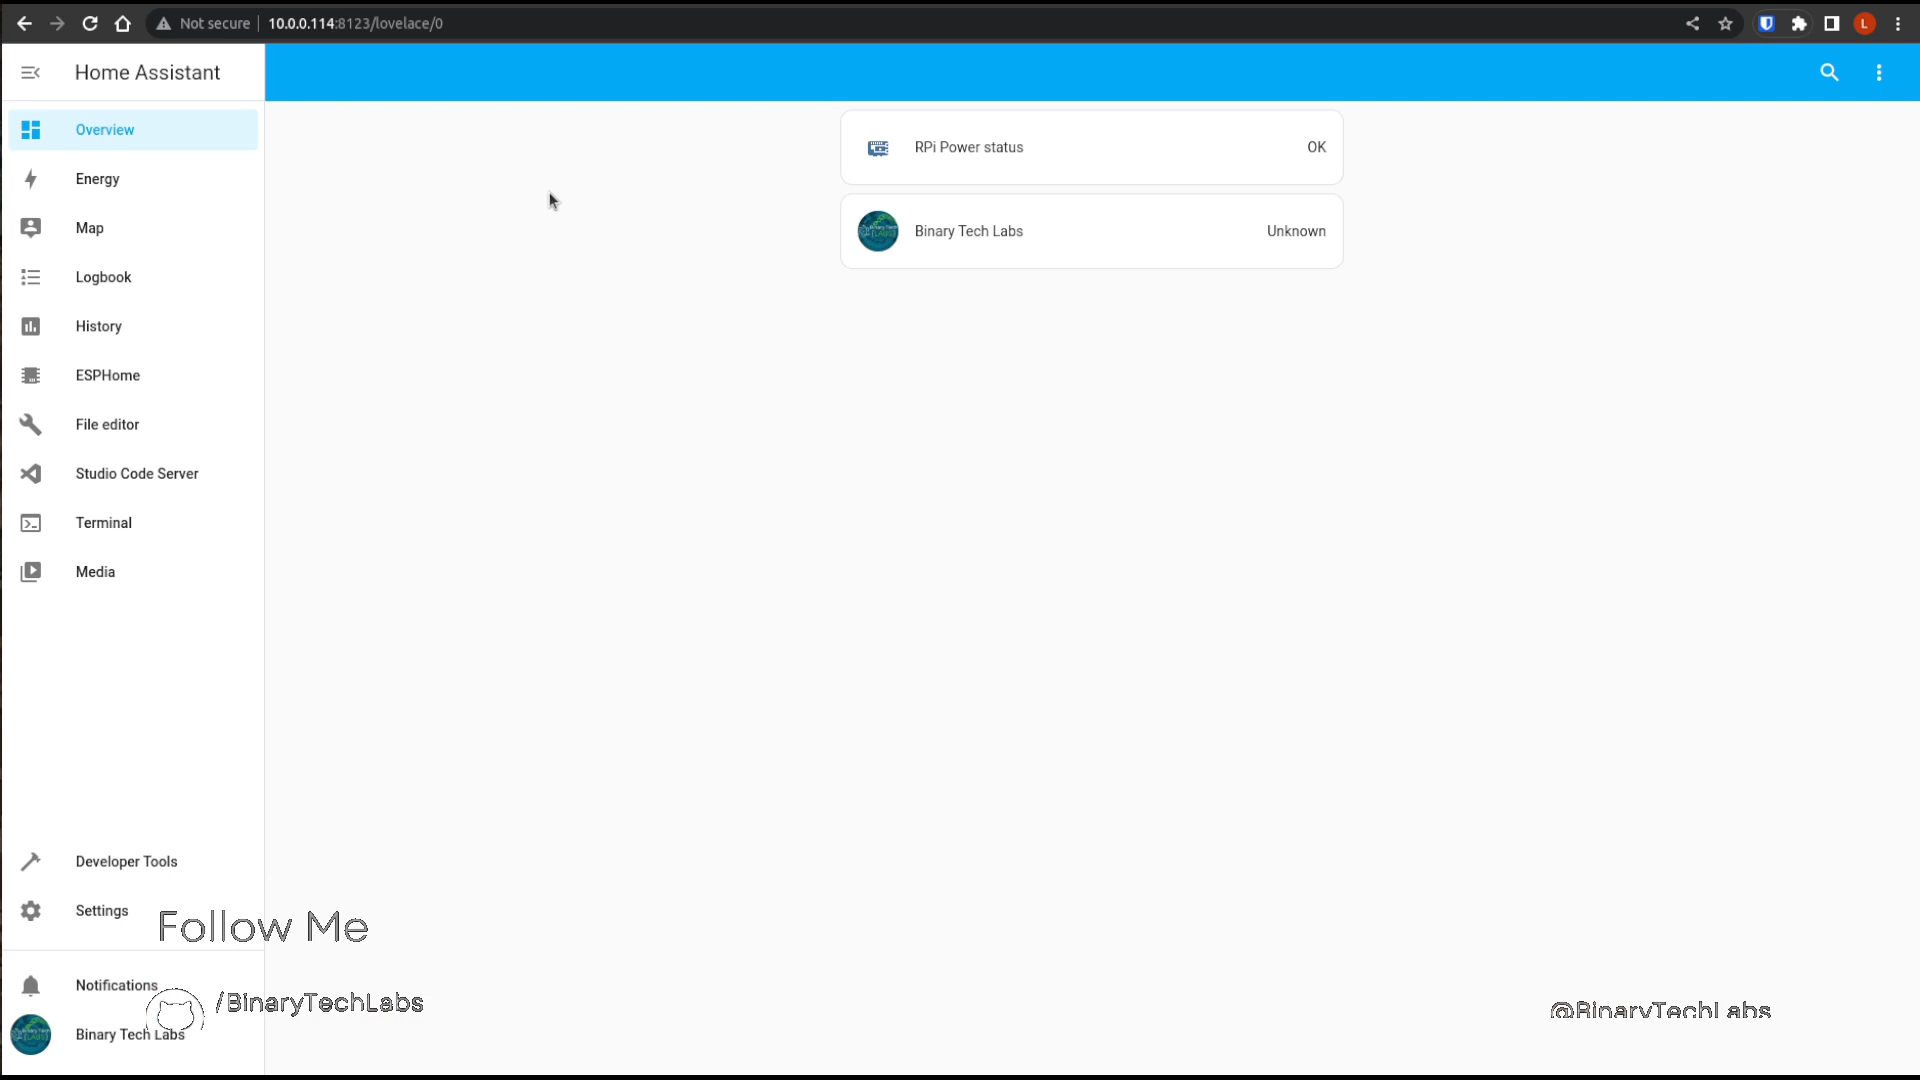 Not secure 10.0.0.114:8123/lovelace/0
L
Home Assistant
Overview
Energy
Map
Logbook
History
ESPHome
File editor
Studio Code Server
Terminal
Media
Developer Tools
Settings
Notifications
Binary Tech Labs
RPi Power status OK
Binary Tech Labs Unknown
Follow Me
/BinaryTechLabs
@BinaryTechLabs